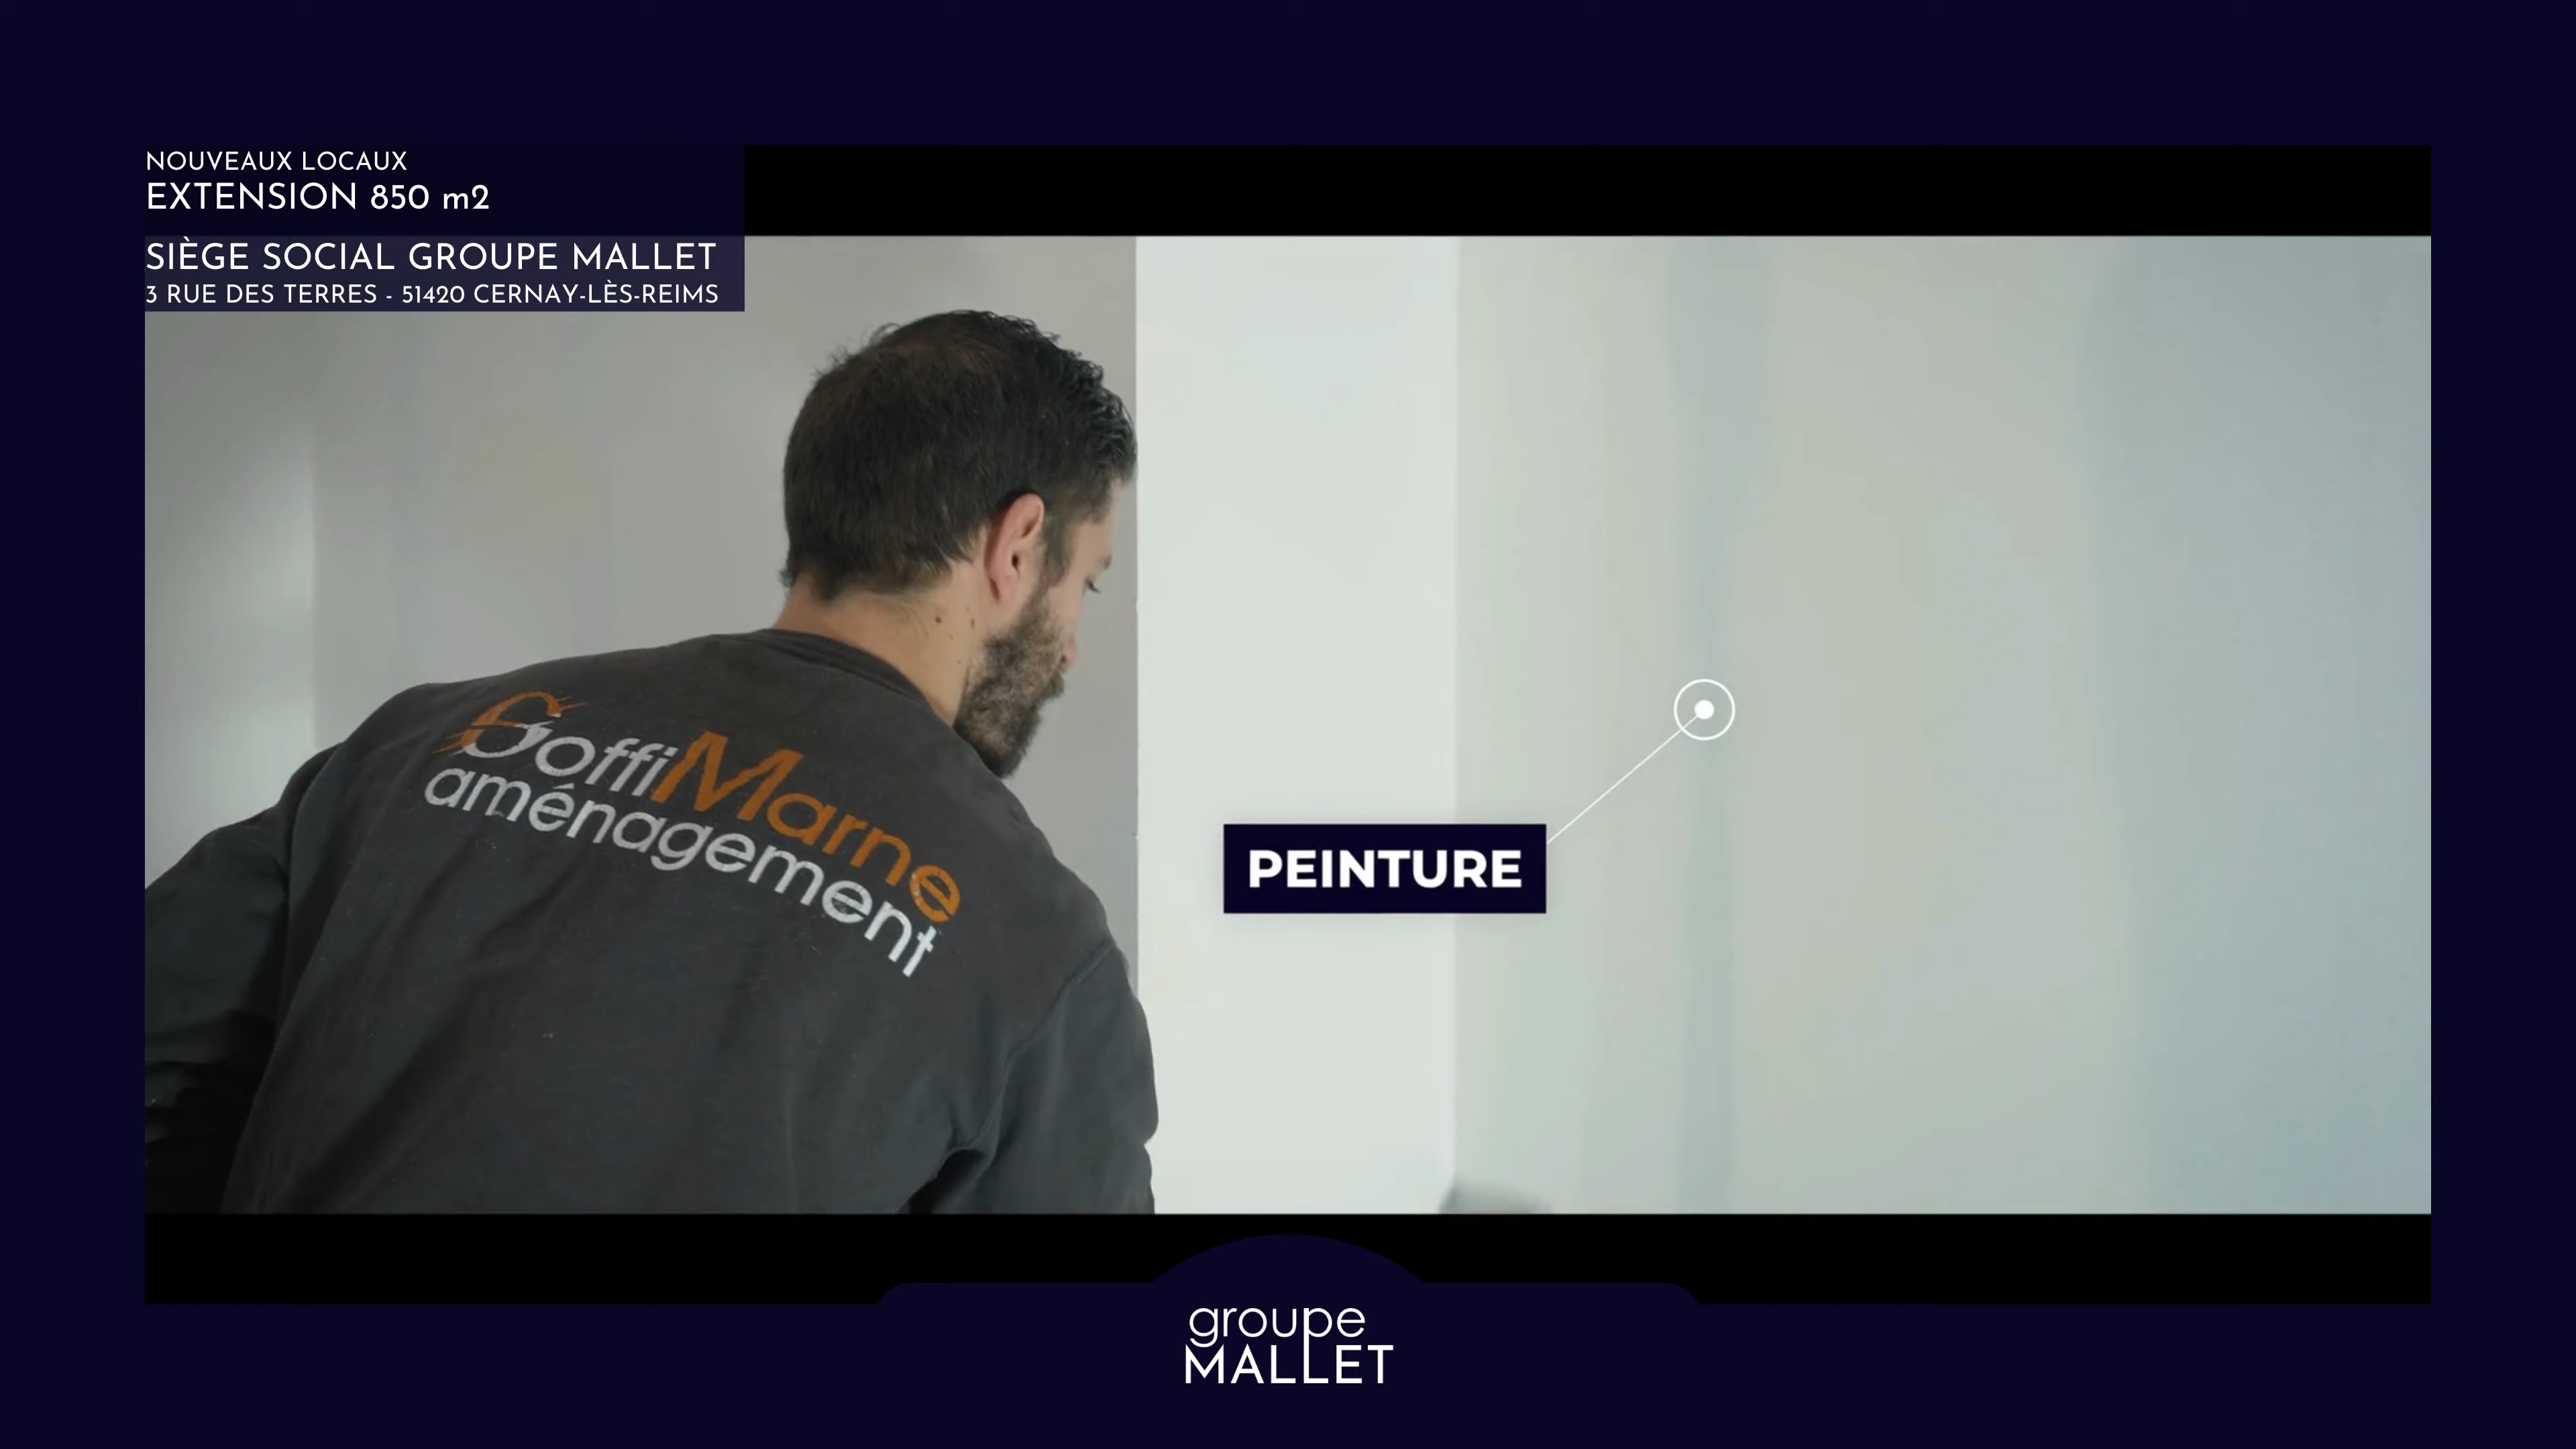 NOUVEAUX LOCAUX
EXTENSION 850 m2
SIÈGE SOCIAL GROUPE MALLET
3 RUE DES TERRES - 51420 CERNAY-LÈS-REIMS
SoffiMarne
aménagement
PEINTURE
groupe
MALLET